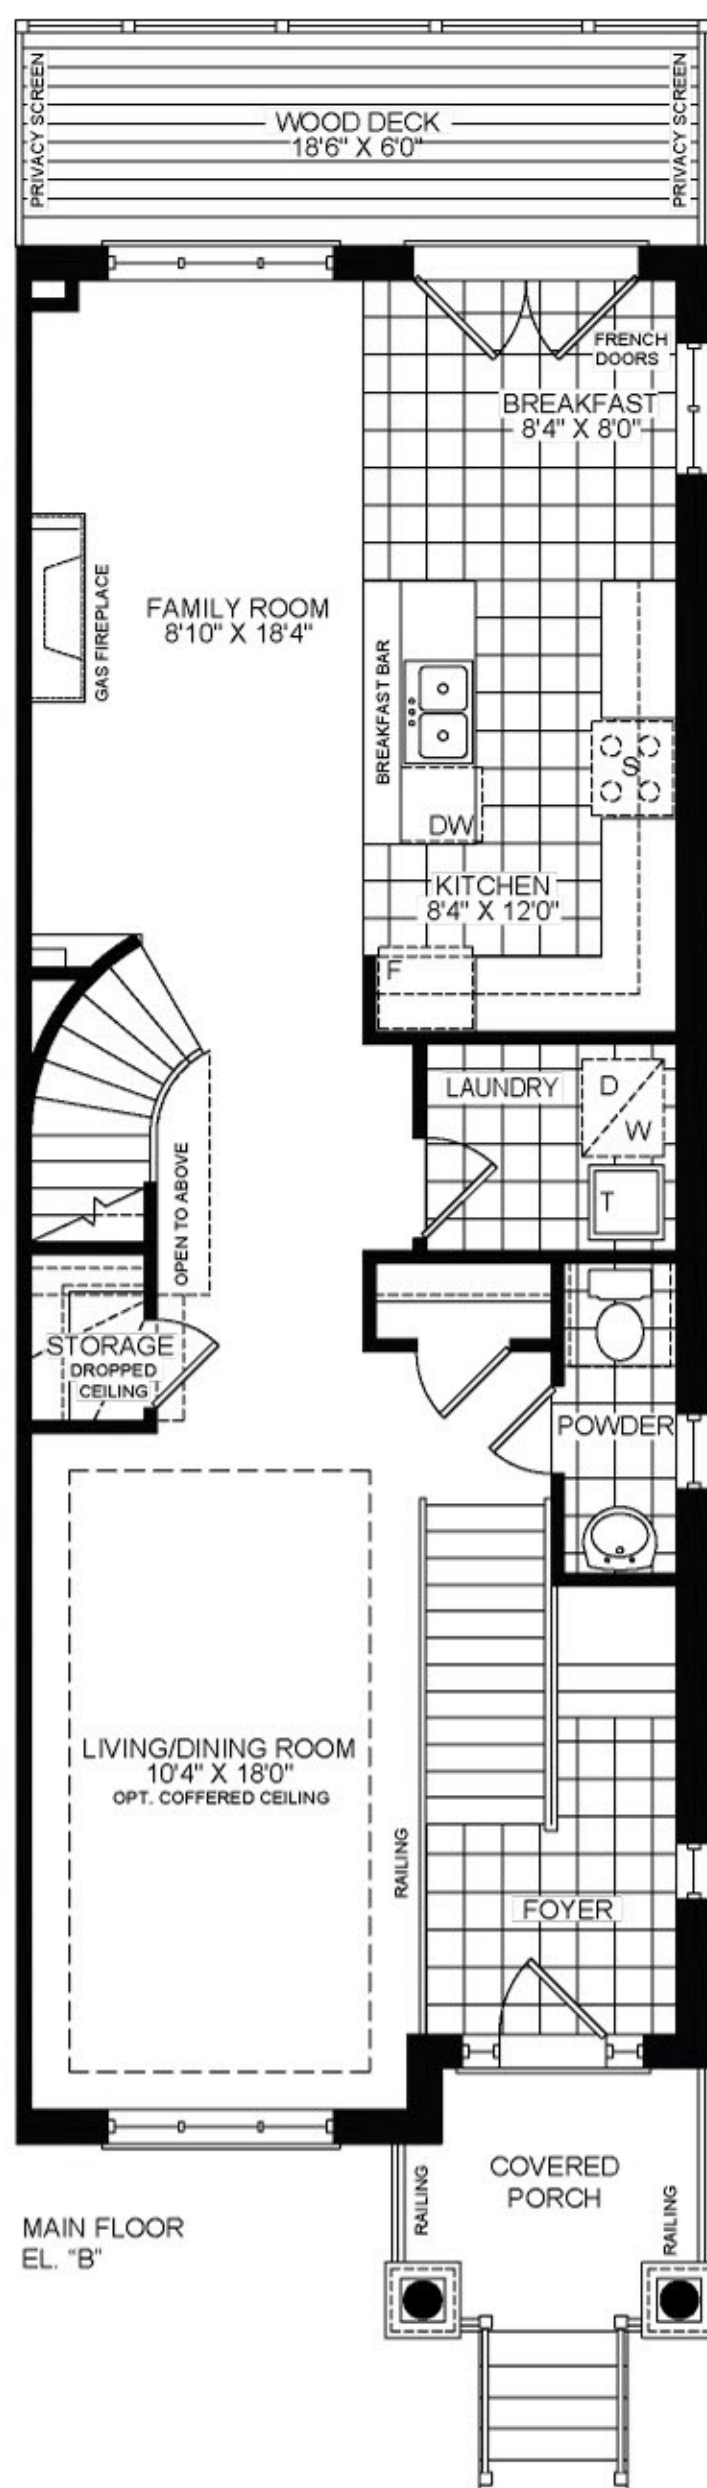 PRIVACY SCREEN
WOOD DECK
18'6" X 6'0"
PRIVACY SCREEN
FRENCH
DOORS
BREAKFAST
8'4" X 8'0"
GAS FIREPLACE
FAMILY ROOM
8'10" X 18'4"
BREAKFAST BAR
S
DW
KITCHEN
8'4" X 12'0"
F
LAUNDRY
D
W
T
OPEN TO ABOVE
STORAGE
DROPPED
CEILING
POWDER
LIVING/DINING ROOM
10'4" X 18'0"
OPT. COFFERED CEILING
RAILING
FOYER
COVERED
PORCH
RAILING
RAILING
MAIN FLOOR
EL. "B"